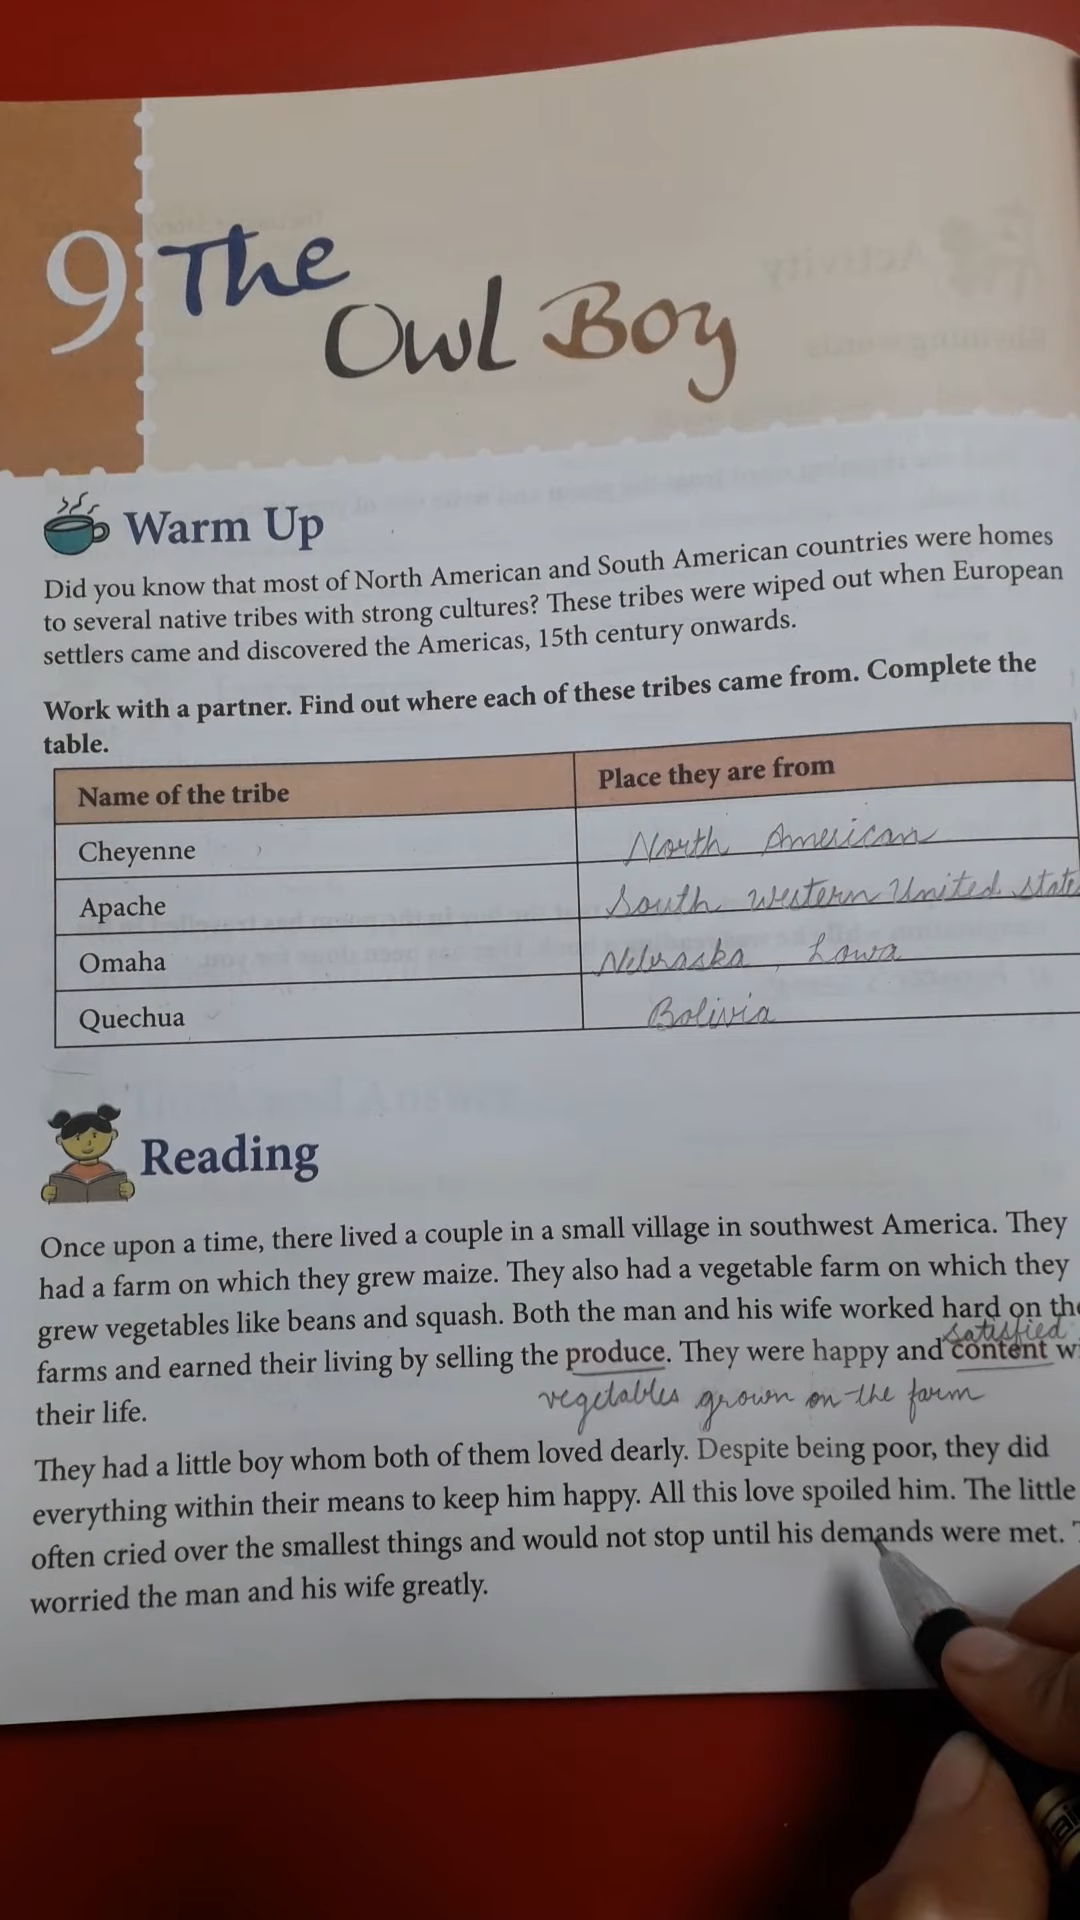 9 The
Owl Boy
Warm Up
Did you know that most of North American and South American countries were homes
to several native tribes with strong cultures? These tribes were wiped out when European
settlers came and discovered the Americas, 15th century onwards.
Work with a partner. Find out where each of these tribes came from. Complete the
table.
Name of the tribe Place they are from
Cheyenne North American
Apache South Western United State
Omaha Nebraska, Lowa
Quechua Bolivia
Reading
Once upon a time, there lived a couple in a small village in southwest America. They
had a farm on which they grew maize. They also had a vegetable farm on which they
grew vegetables like beans and squash. Both the man and his wife worked hard on the
satisfied
farms and earned their living by selling the produce. They were happy and content
vegetables grown on the farm
their life.
They had a little boy whom both of them loved dearly. Despite being poor, they did
everything within their means to keep him happy. All this love spoiled him. The little
often cried over the smallest things and would not stop until his demands were met.
worried the man and his wife greatly.